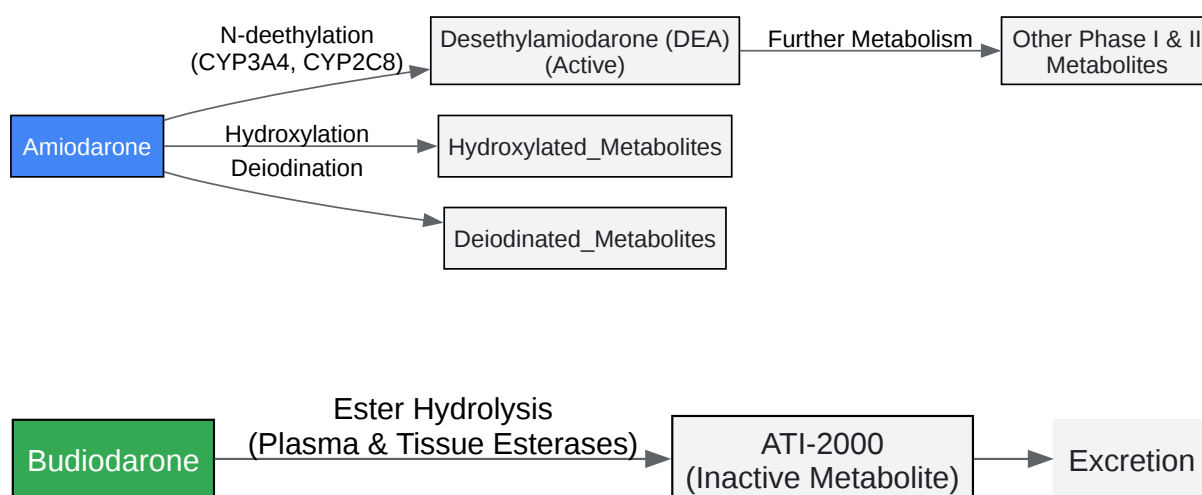 N-deethylation
(CYP3A4, CYP2C8)
Desethylamiodarone (DEA)
(Active)
Further Metabolism
Other Phase I & II
Metabolites
Amiodarone
Hydroxylation
Hydroxylated_Metabolites
Deiodination
Deiodinated_Metabolites
Budiodarone
Ester Hydrolysis
(Plasma & Tissue Esterases)
ATI-2000
(Inactive Metabolite)
Excretion